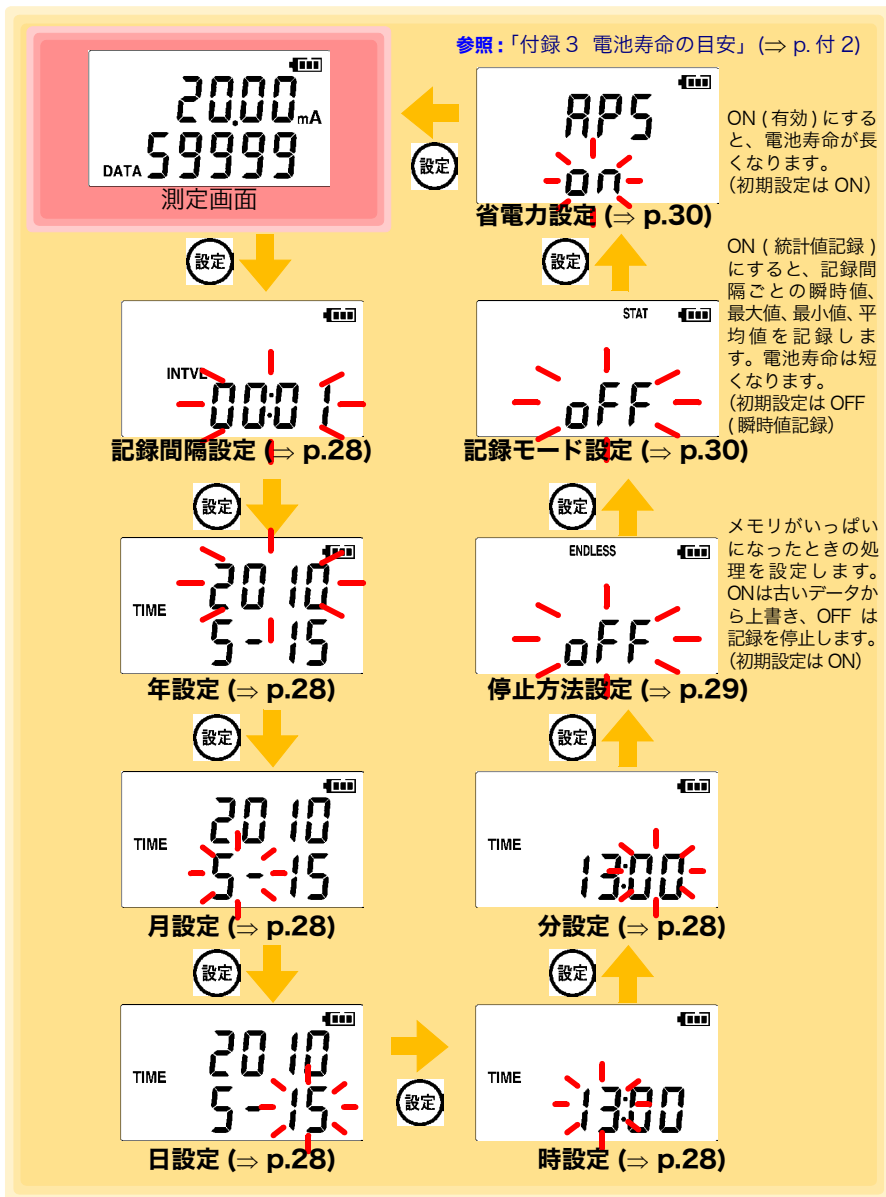 参照：「付録 3 電池寿命の目安」(⇒ p. 付 2)
20.00 mA
DATA 59999
測定画面
設定
INTVL
00:01
記録間隔設定 (⇒ p.28)
設定
TIME
2010
5-15
年設定 (⇒ p.28)
設定
TIME
2010
5-15
月設定 (⇒ p.28)
設定
TIME
2010
5-15
日設定 (⇒ p.28)
設定
TIME
13:00
時設定 (⇒ p.28)
設定
TIME
13:00
分設定 (⇒ p.28)
設定
ENDLESS
oFF
停止方法設定 (⇒ p.29)
メモリがいっぱい
になったときの処
理を設定します。
ONは古いデータか
ら上書き、OFF は
記録を停止します。
（初期設定は ON）
設定
STAT
oFF
記録モード設定 (⇒ p.30)
ON ( 統計値記録 )
にすると、記録間
隔ごとの瞬時値、
最大値、最小値、平
均値を記録しま
す。電池寿命は短
くなります。
（初期設定は OFF
( 瞬時値記録）
設定
APS
on
省電力設定 (⇒ p.30)
ON ( 有効 ) にする
と、電池寿命が長
くなります。
（初期設定は ON）
設定